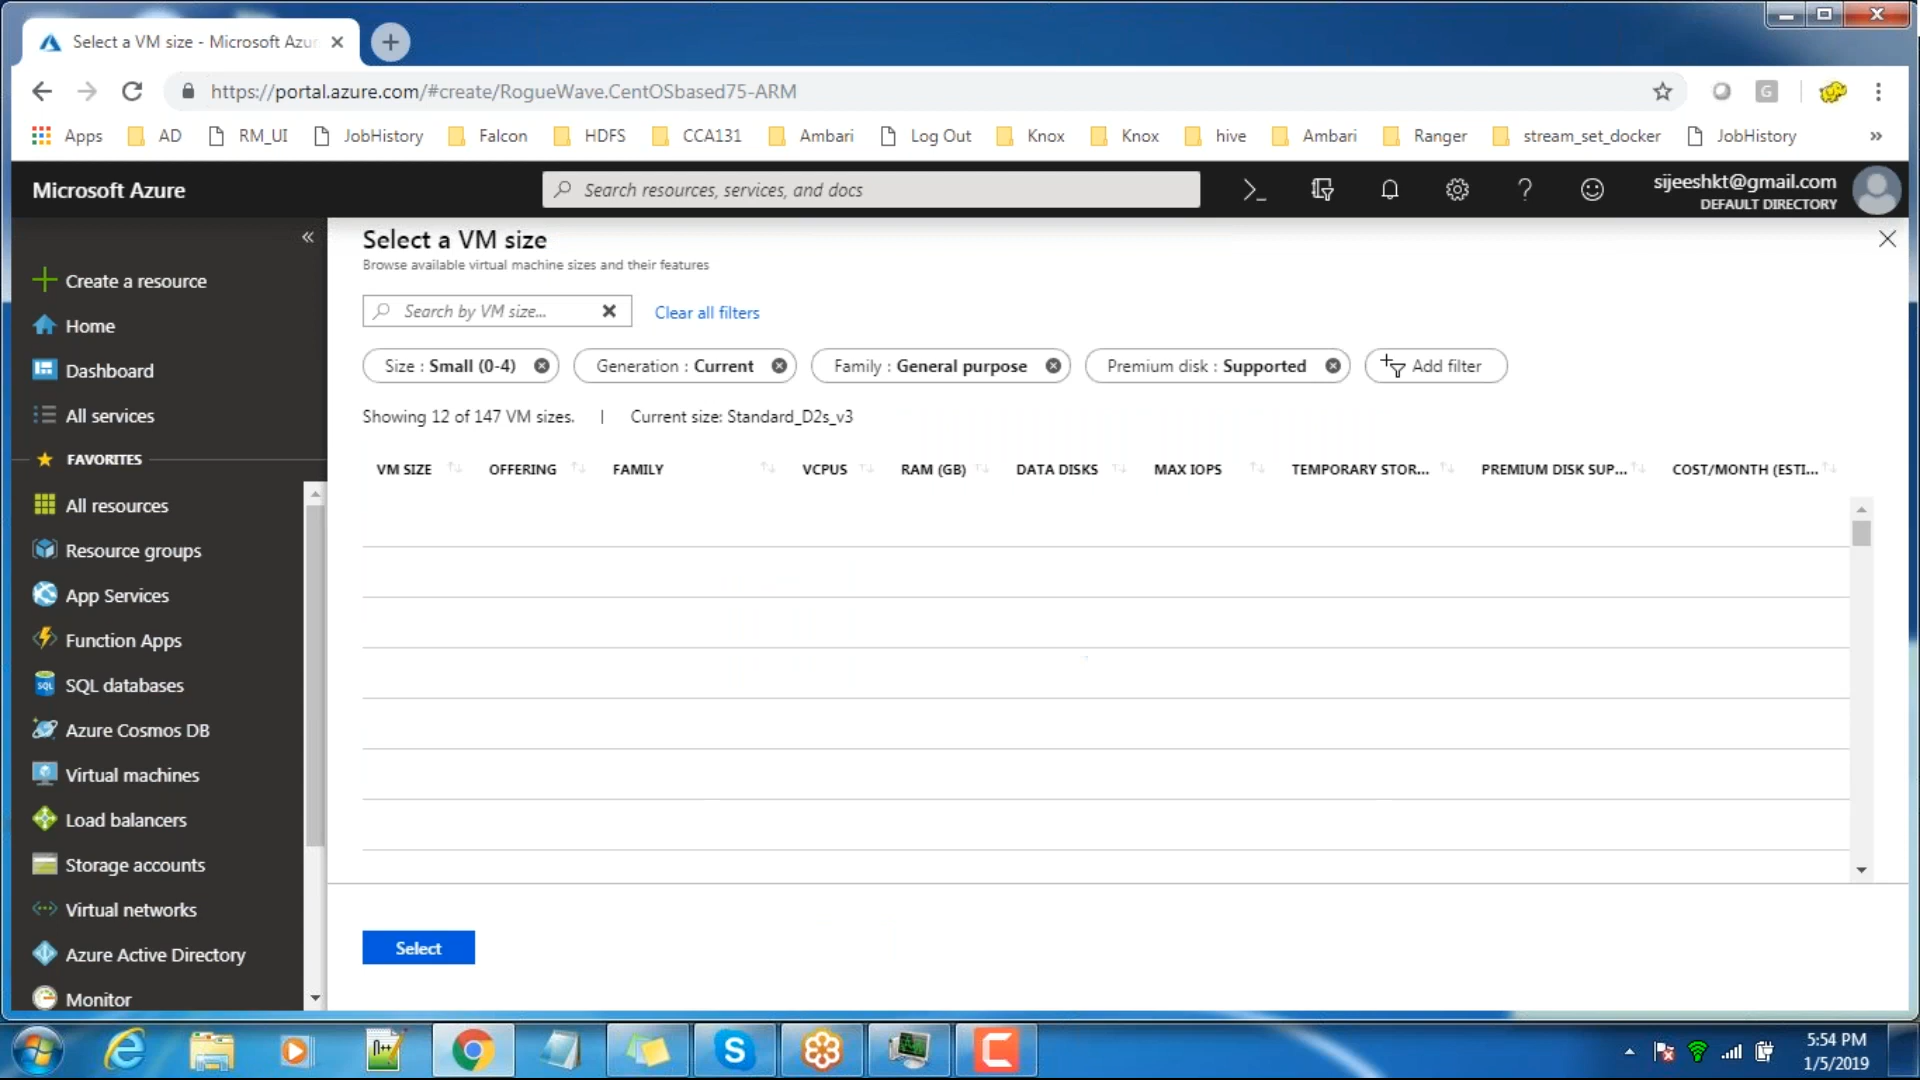 Select a VM size - Microsoft Azu
https://portal.azure.com/#create/RogueWave.CentOSbased75-ARM
Apps AD RM_UI JobHistory Falcon HDFS CCA131 Ambari Log Out Knox Knox hive Ambari Ranger stream_set_docker JobHistory »
Microsoft Azure
Search resources, services, and docs
sijeeshkt@gmail.com
DEFAULT DIRECTORY
«
Create a resource
Home
Dashboard
All services
FAVORITES
All resources
Resource groups
App Services
Function Apps
SQL databases
Azure Cosmos DB
Virtual machines
Load balancers
Storage accounts
Virtual networks
Azure Active Directory
Monitor
Select a VM size
Browse available virtual machine sizes and their features
Search by VM size...
Clear all filters
Size : Small (0-4) Generation : Current Family : General purpose Premium disk : Supported Add filter
Showing 12 of 147 VM sizes. | Current size: Standard_D2s_v3
VM SIZE OFFERING FAMILY VCPUS RAM (GB) DATA DISKS MAX IOPS TEMPORARY STOR... PREMIUM DISK SUP... COST/MONTH (ESTI...
Select
5:54 PM
1/5/2019